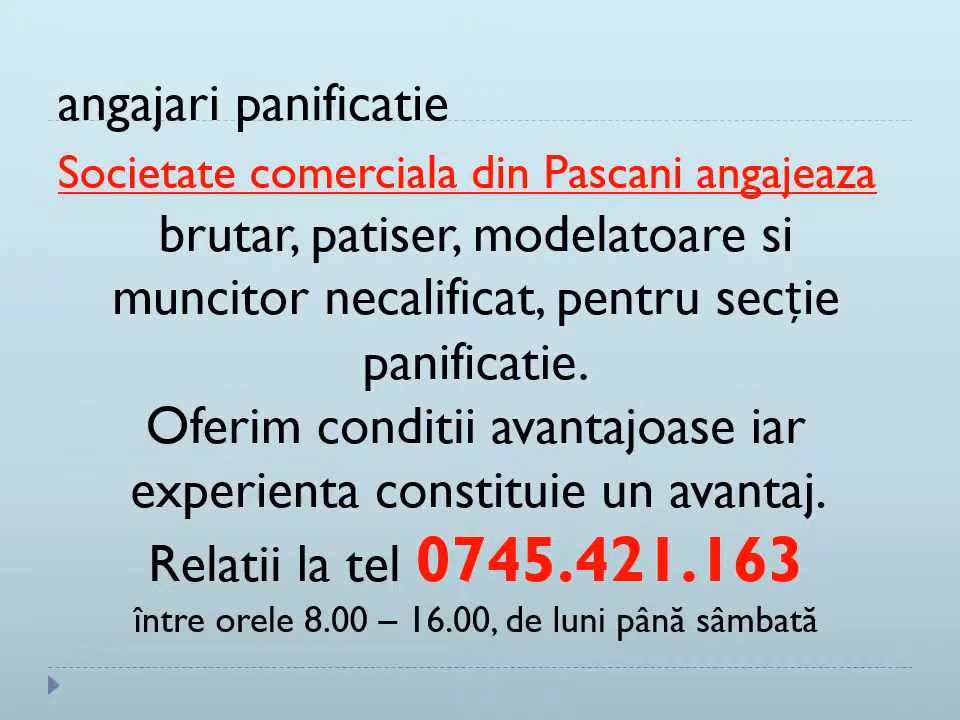 angajari panificatie
Societate comerciala din Pascani angajeaza
brutar, patiser, modelatoare si
muncitor necalificat, pentru secție
panificatie.
Oferim conditii avantajoase iar
experienta constituie un avantaj.
Relatii la tel 0745.421.163
între orele 8.00 – 16.00, de luni până sâmbată